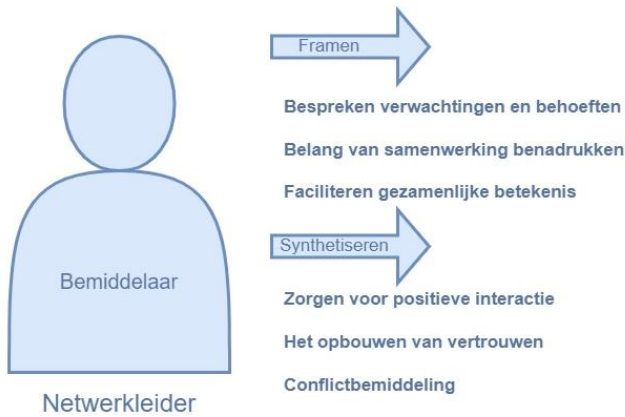 Framen
Bespreken verwachtingen en behoeften
Belang van samenwerking benadrukken
Faciliteren gezamenlijke betekenis
Synthetiseren
Bemiddelaar
Zorgen voor positieve interactie
Het opbouwen van vertrouwen
Conflictbemiddeling
Netwerkleider